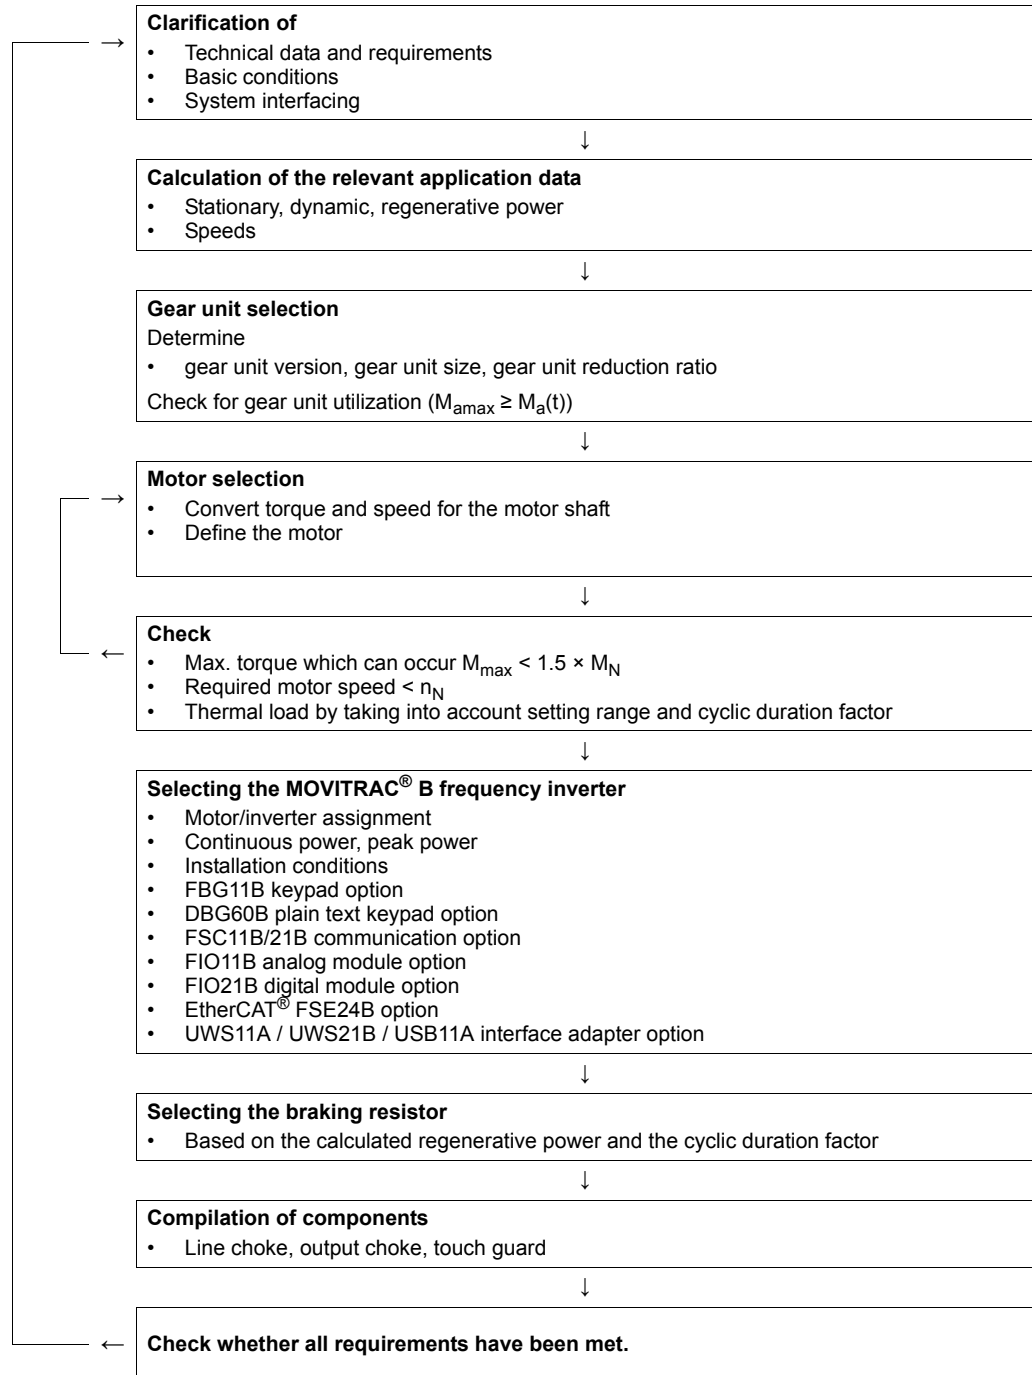 Clarification of
• Technical data and requirements
• Basic conditions
• System interfacing
Calculation of the relevant application data
• Stationary, dynamic, regenerative power
• Speeds
Gear unit selection
Determine
• gear unit version, gear unit size, gear unit reduction ratio
Check for gear unit utilization (Mamax ≥ Ma(t))
Motor selection
• Convert torque and speed for the motor shaft
• Define the motor
Check
• Max. torque which can occur Mmax < 1.5 × MN
• Required motor speed < nN
• Thermal load by taking into account setting range and cyclic duration factor
Selecting the MOVITRAC® B frequency inverter
• Motor/inverter assignment
• Continuous power, peak power
• Installation conditions
• FBG11B keypad option
• DBG60B plain text keypad option
• FSC11B/21B communication option
• FIO11B analog module option
• FIO21B digital module option
• EtherCAT® FSE24B option
• UWS11A / UWS21B / USB11A interface adapter option
Selecting the braking resistor
• Based on the calculated regenerative power and the cyclic duration factor
Compilation of components
• Line choke, output choke, touch guard
Check whether all requirements have been met.